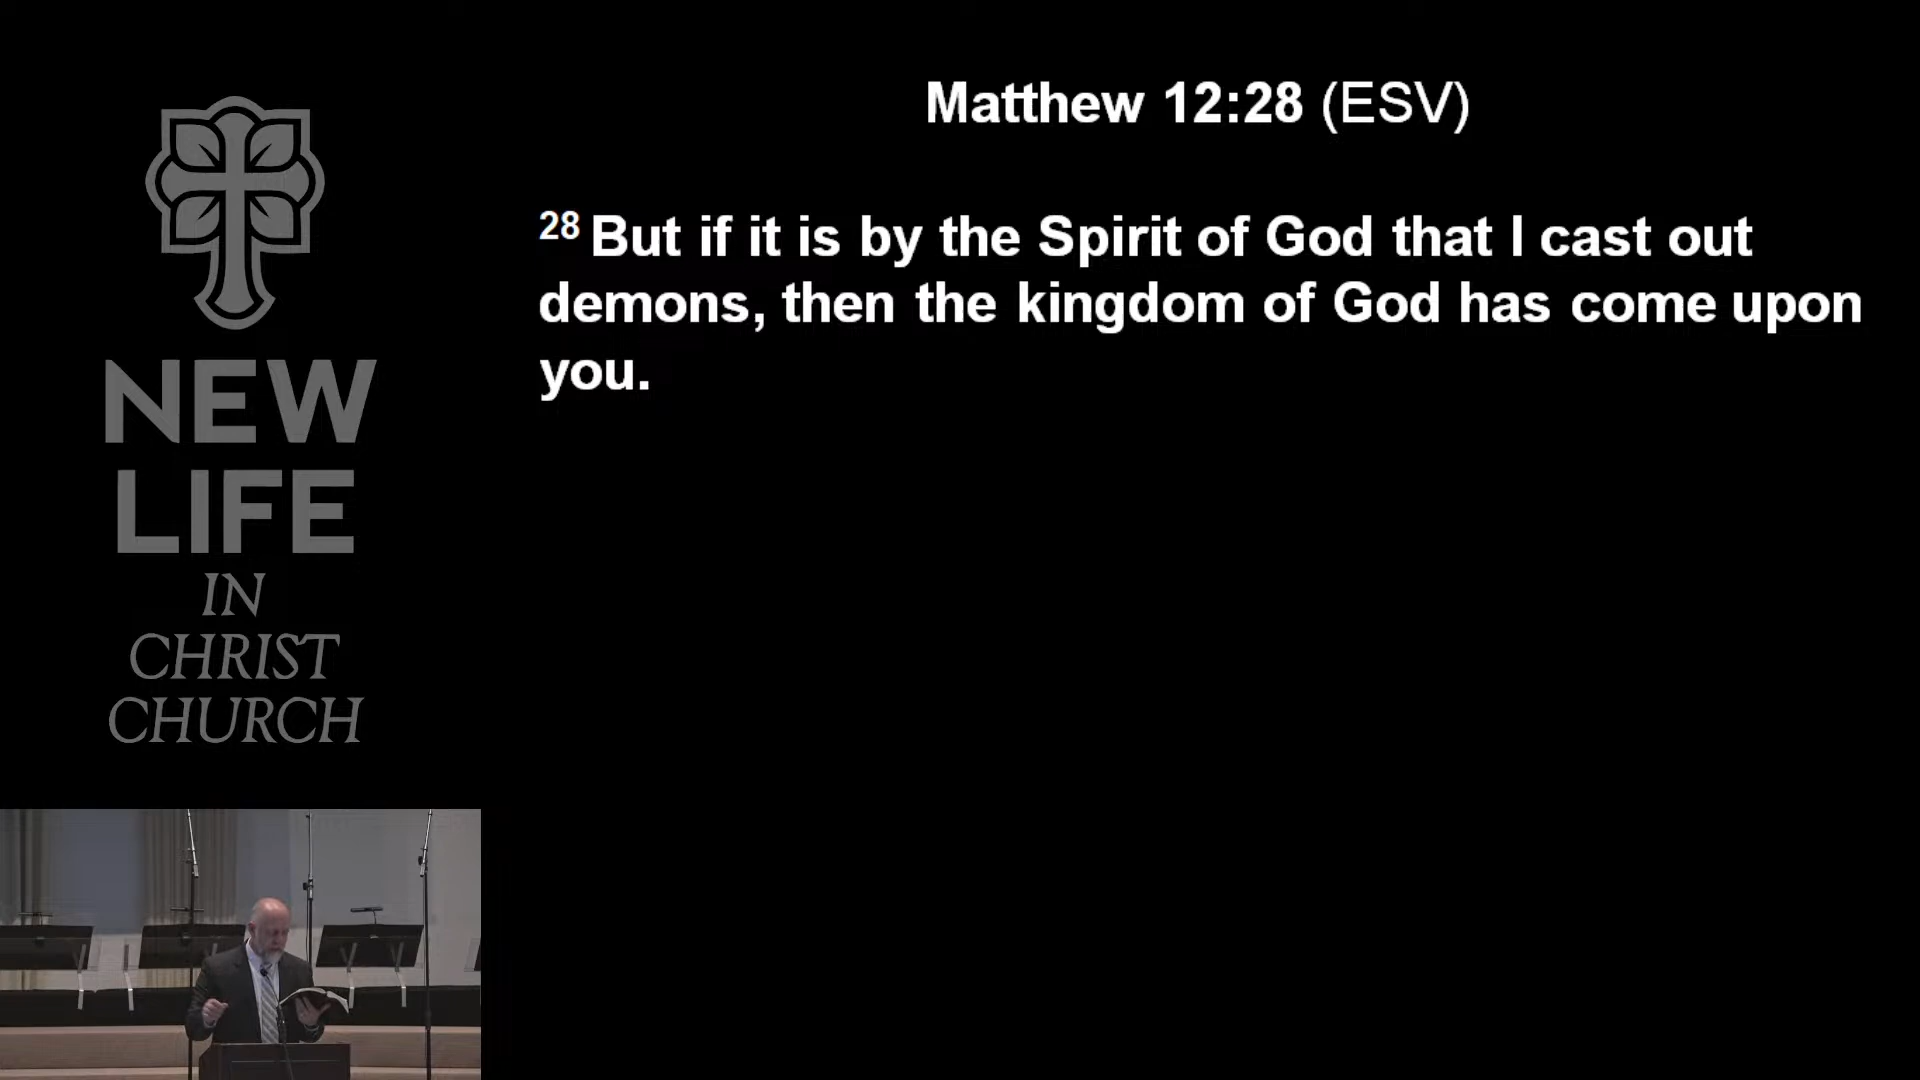 Matthew 12:28 (ESV)
28 But if it is by the Spirit of God that I cast out
demons, then the kingdom of God has come upon
you.
NEW
LIFE
IN
CHRIST
CHURCH